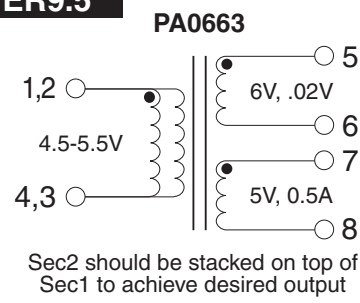 ER9.5
PA0663
1,2
4,3
4.5-5.5V
5
6V, .02V
6
7
5V, 0.5A
8
Sec2 should be stacked on top of
Sec1 to achieve desired output